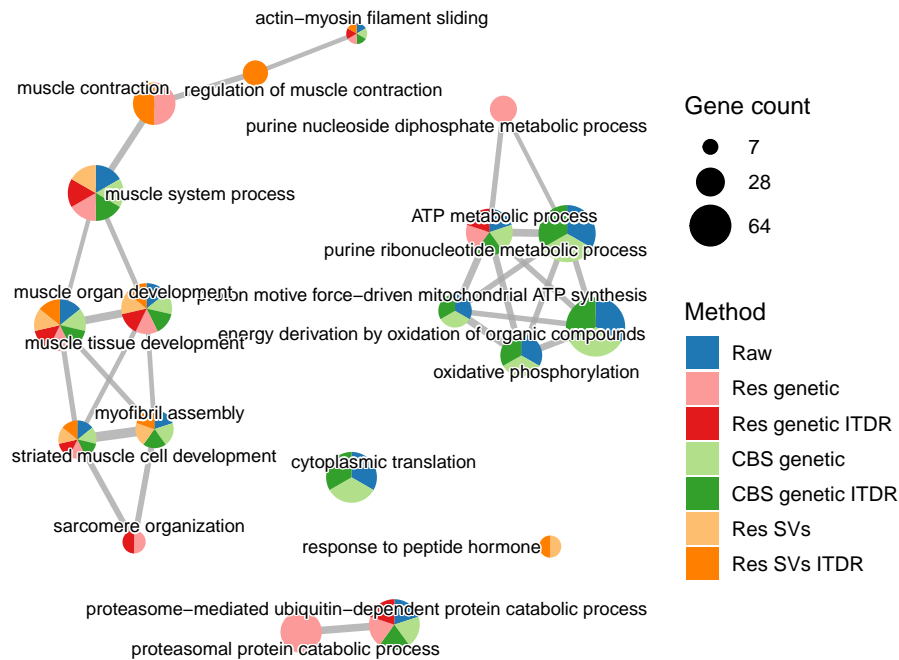 actin−myosin filament sliding
muscle contraction
regulation of muscle contraction
purine nucleoside diphosphate metabolic process
muscle system process
ATP metabolic process
purine ribonucleotide metabolic process
muscle organ development
proton motive force−driven mitochondrial ATP synthesis
muscle tissue development
energy derivation by oxidation of organic compounds
oxidative phosphorylation
myofibril assembly
striated muscle cell development
cytoplasmic translation
sarcomere organization
response to peptide hormone
proteasome−mediated ubiquitin−dependent protein catabolic process
proteasomal protein catabolic process
Gene count
7
28
64
Method
Raw
Res genetic
Res genetic ITDR
CBS genetic
CBS genetic ITDR
Res SVs
Res SVs ITDR